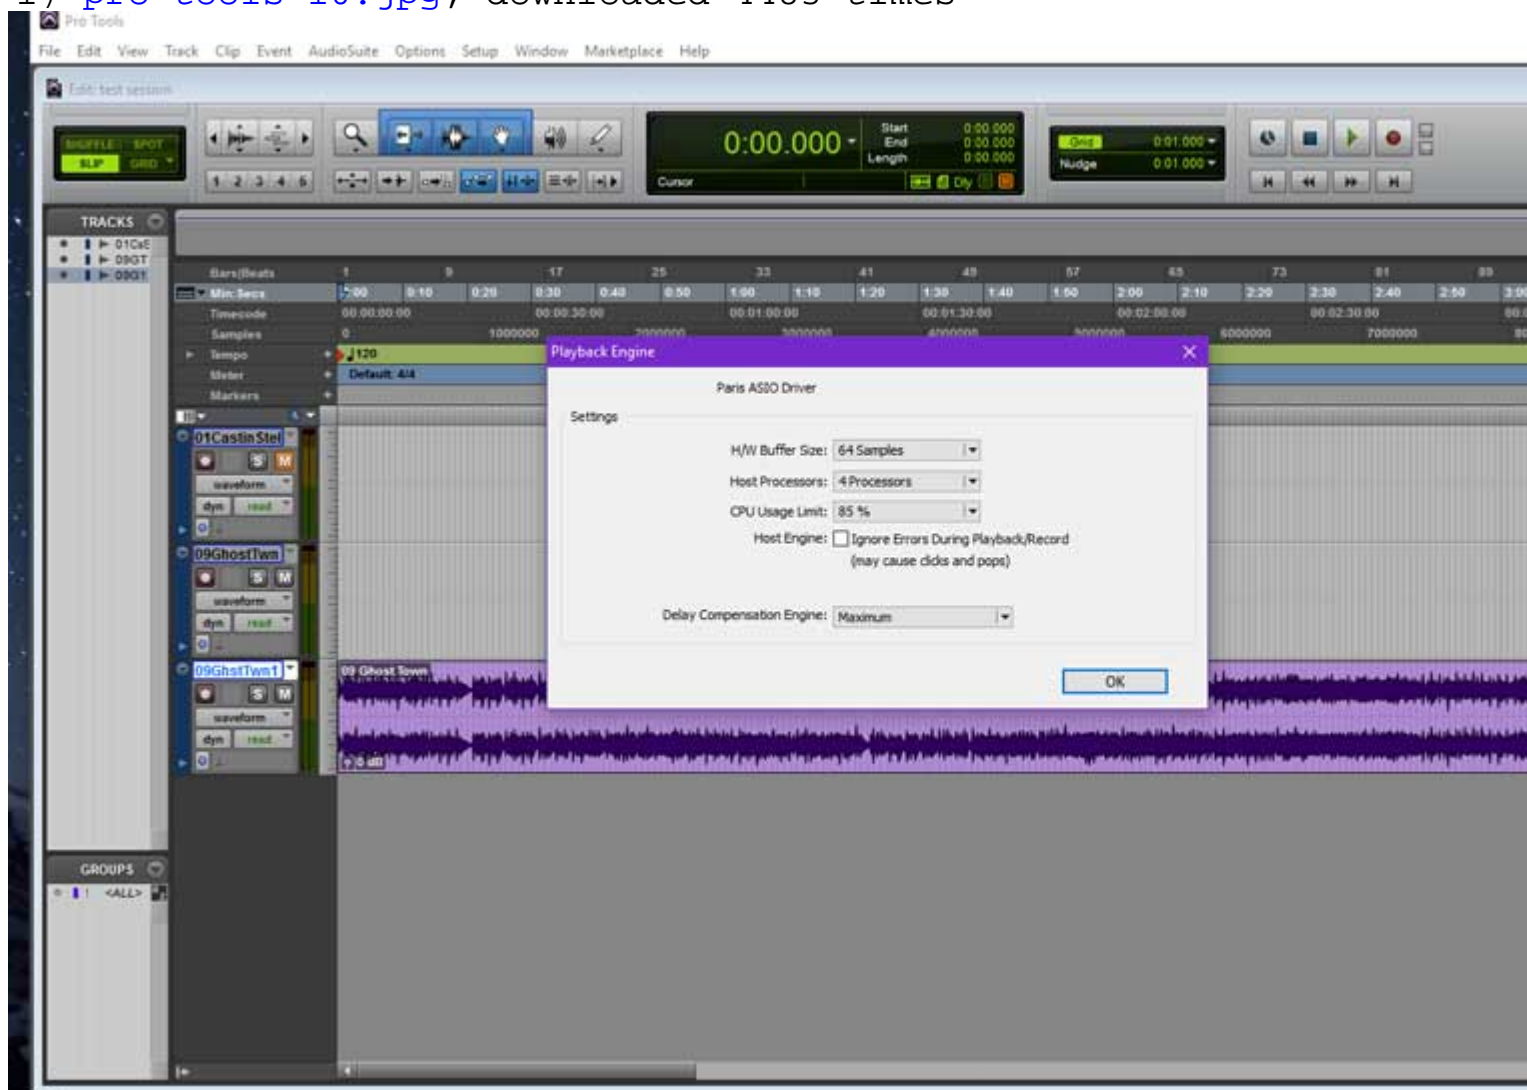 Pro Tools
File Edit View Track Clip Event AudioSuite Options Setup Window Marketplace Help
Edit: test session
SHUFFLE SPOT
SLIP GRID
1 2 3 4 5
0:00.000
Start 0:00.000
End 0:00.000
Length 0:00.000
Cursor
Dly
Grid 0:01.000
Nudge 0:01.000
TRACKS
01CaS
09GT
09G1
Bars|Beats 1 9 17 25 33 41 49 57 65 73 81 89
Min:Secs 0:00 0:10 0:20 0:30 0:40 0:50 1:00 1:10 1:20 1:30 1:40 1:50 2:00 2:10 2:20 2:30 2:40 2:50 3:00
Timecode 00:00:00:00 00:00:30:00 00:01:00:00 00:01:30:00 00:02:00:00 00:02:30:00
Samples 0 1000000 2000000 3000000 4000000 5000000 6000000 7000000
Tempo 120
Meter Default: 4/4
Markers
Playback Engine
Paris ASIO Driver
Settings
H/W Buffer Size: 64 Samples
Host Processors: 4 Processors
CPU Usage Limit: 85 %
Host Engine: Ignore Errors During Playback/Record
(may cause clicks and pops)
Delay Compensation Engine: Maximum
OK
01CastinStel
S M
waveform
dyn read
09GhostTwn
S M
waveform
dyn read
09GhstTwn1
S M
waveform
dyn read
09 Ghost Town
0 dB
GROUPS
! <ALL>